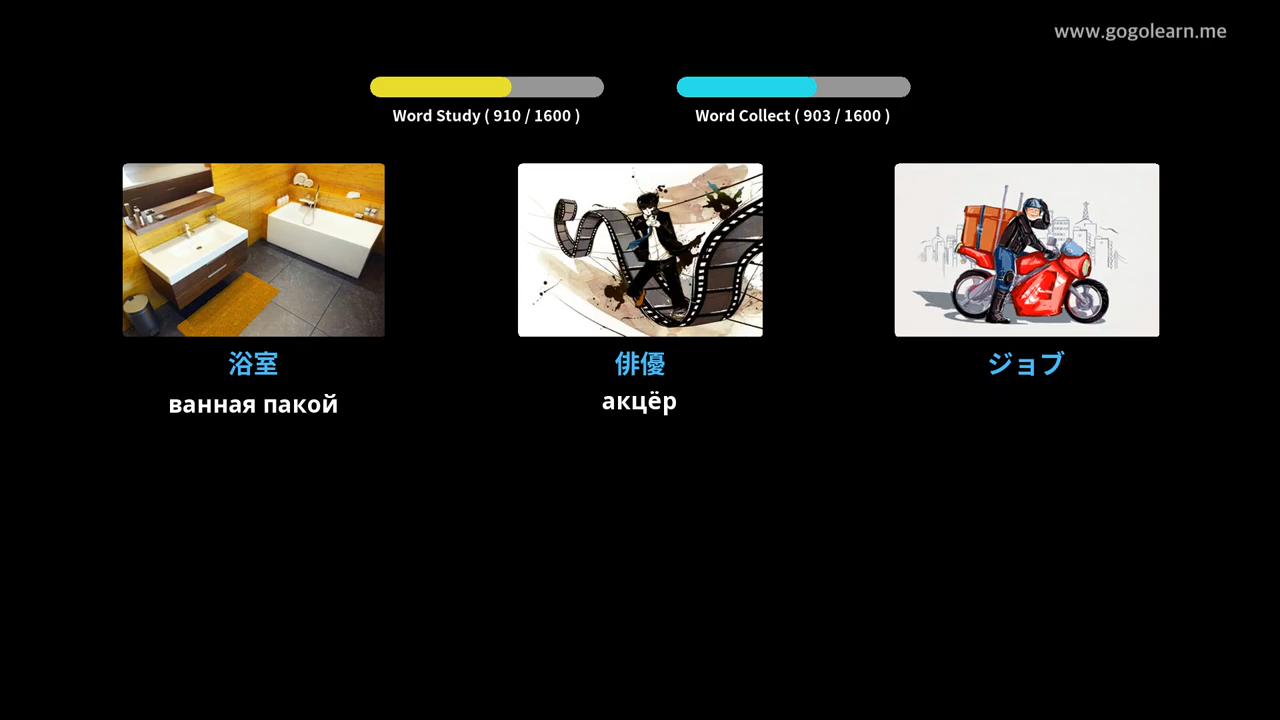 www.gogolearn.me
Word Study ( 910 / 1600 )
Word Collect ( 903 / 1600 )
浴室
俳優
ジョブ
ванная пакой
акцёр